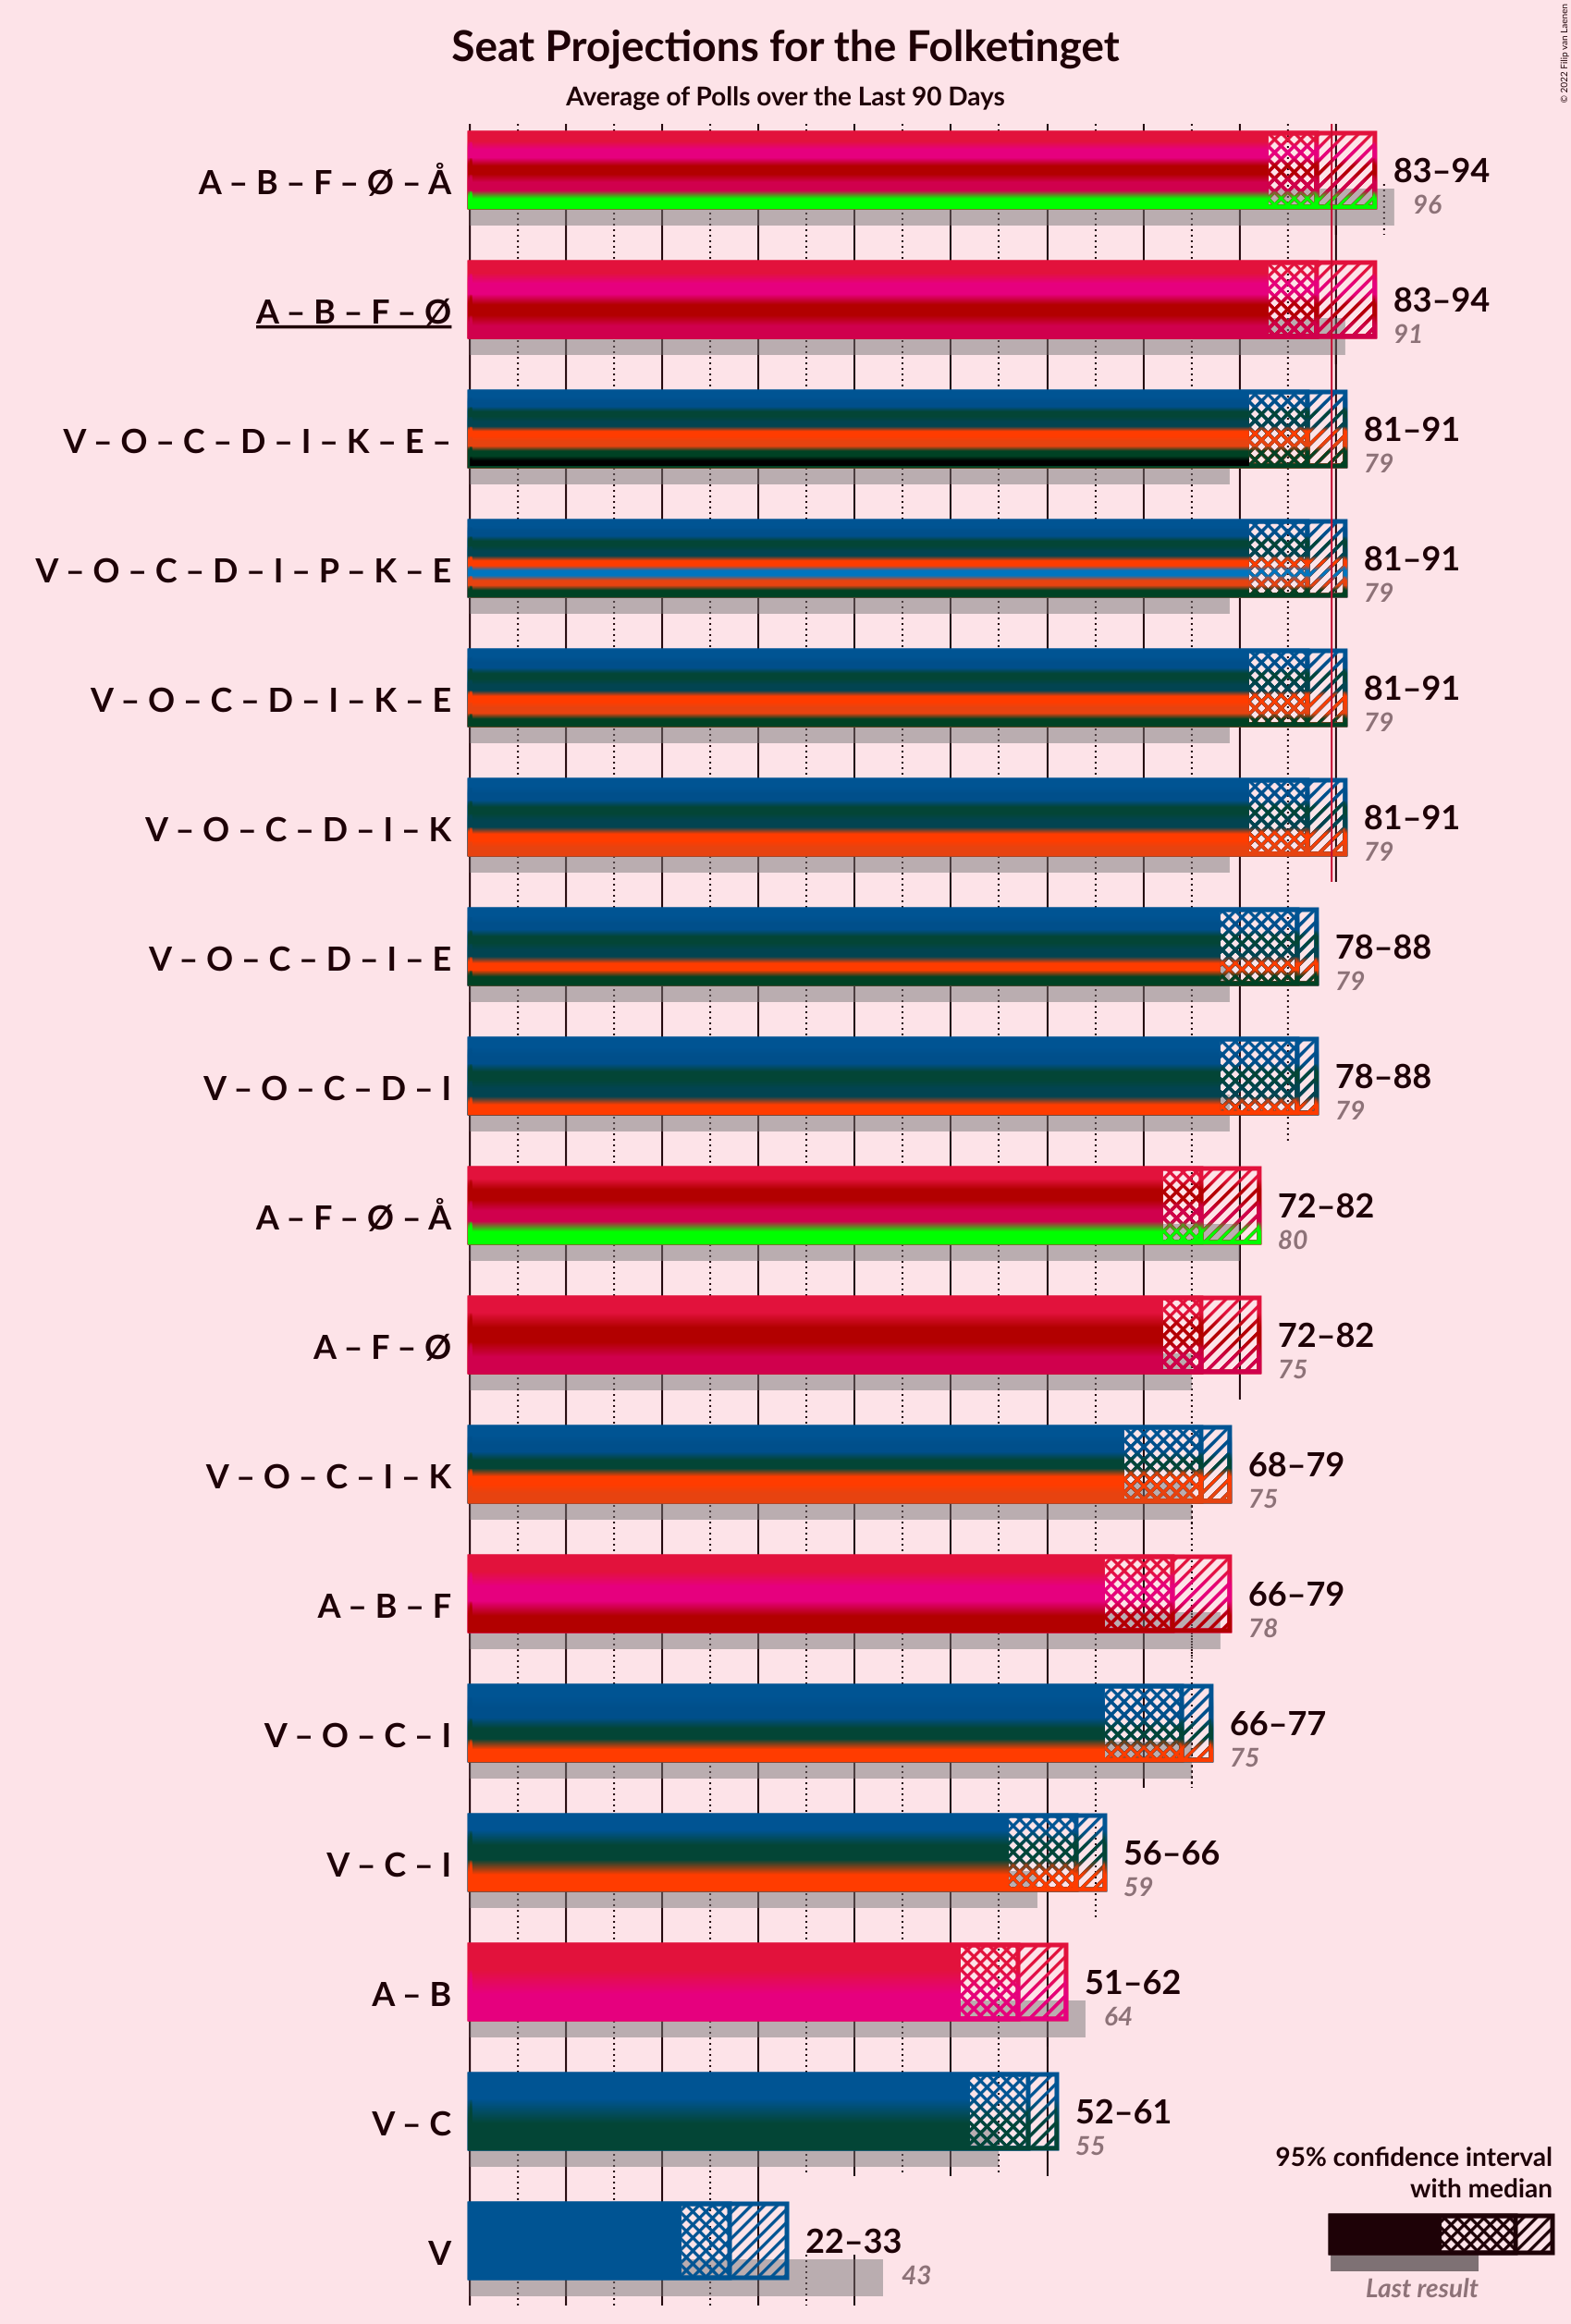 Seat Projections for the Folketinget
Average of Polls over the Last 90 Days
© 2022 Filip van Laenen
A – B – F – Ø – Å
83–94
96
A – B – F – Ø
83–94
91
V – O – C – D – I – K – E –
81–91
79
V – O – C – D – I – P – K – E
81–91
79
V – O – C – D – I – K – E
81–91
79
V – O – C – D – I – K
81–91
79
V – O – C – D – I – E
78–88
79
V – O – C – D – I
78–88
79
A – F – Ø – Å
72–82
80
A – F – Ø
72–82
75
V – O – C – I – K
68–79
75
A – B – F
66–79
78
V – O – C – I
66–77
75
V – C – I
56–66
59
A – B
51–62
64
V – C
52–61
55
V
22–33
43
95% confidence interval
with median
Last result